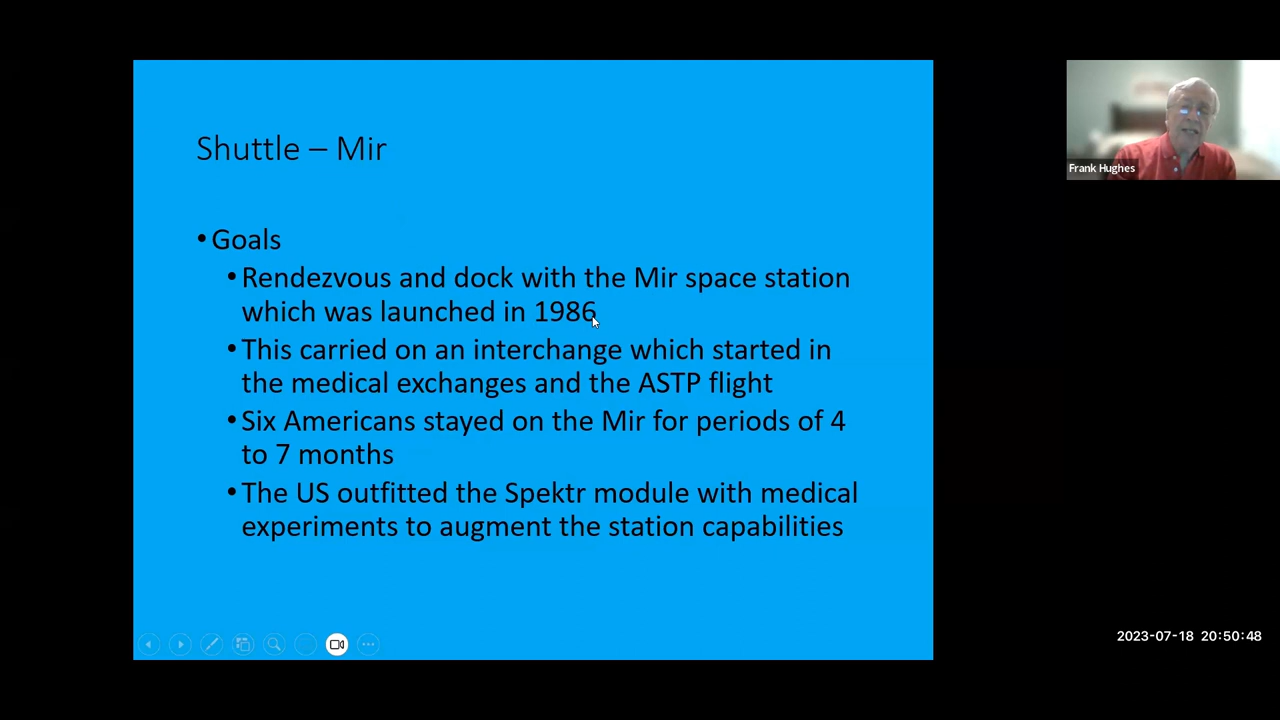 Shuttle – Mir
• Goals
• Rendezvous and dock with the Mir space station
which was launched in 1986
• This carried on an interchange which started in
the medical exchanges and the ASTP flight
• Six Americans stayed on the Mir for periods of 4
to 7 months
• The US outfitted the Spektr module with medical
experiments to augment the station capabilities
Frank Hughes
2023-07-18 20:50:48